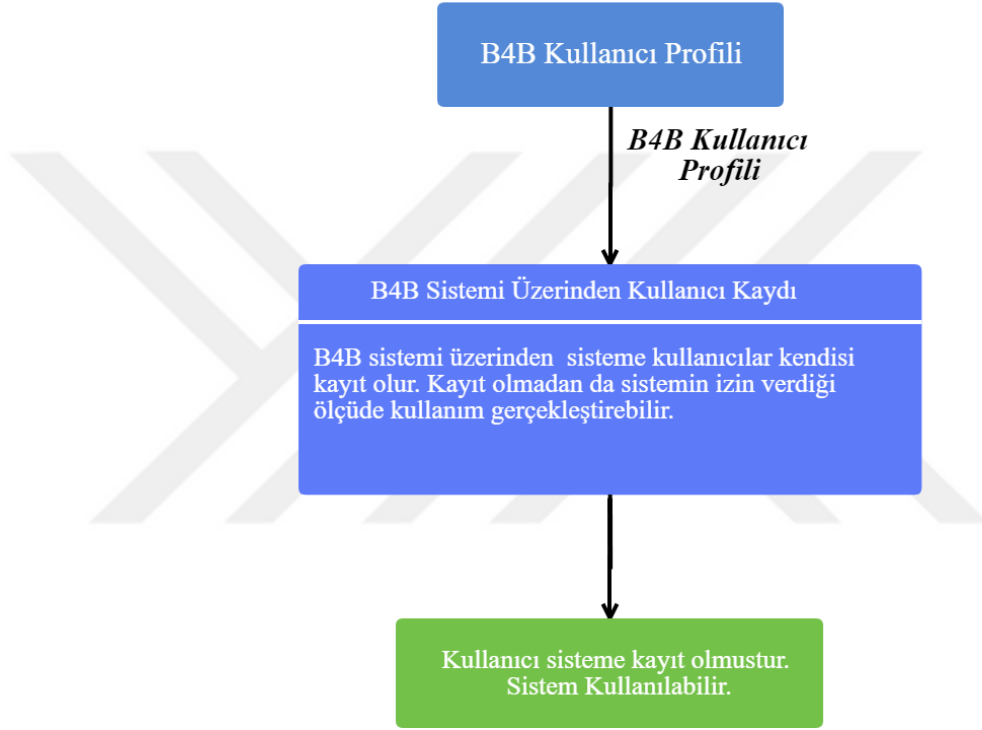 B4B Kullanıcı Profili
B4B Kullanıcı
Profili
B4B Sistemi Üzerinden Kullanıcı Kaydı
B4B sistemi üzerinden sisteme kullanıcılar kendisi
kayıt olur. Kayıt olmadan da sistemin izin verdiği
ölçüde kullanım gerçekleştirebilir.
Kullanıcı sisteme kayıt olmustur.
Sistem Kullanılabilir.